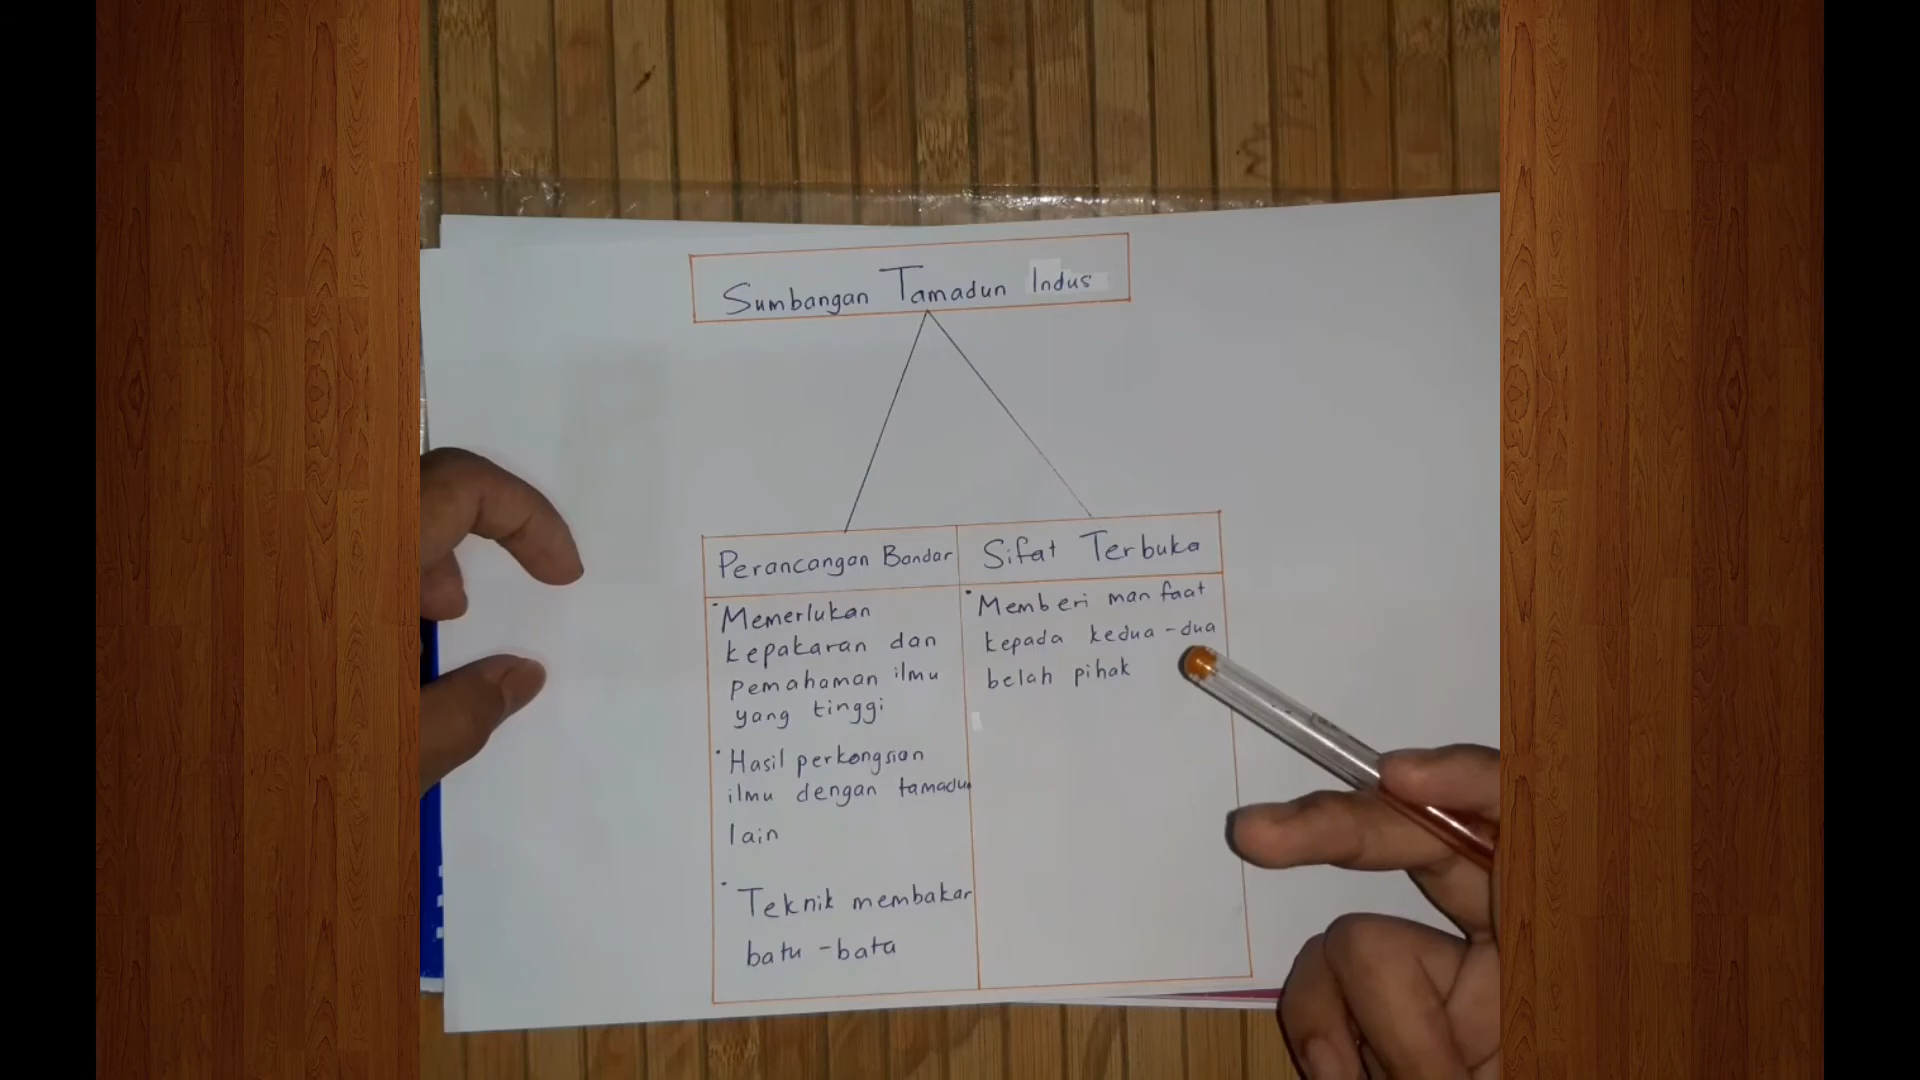 Sumbangan Tamadun Indus
Perancangan Bandar
Memerlukan
kepakaran dan
pemahaman ilmu
yang tinggi
Hasil perkongsian
ilmu dengan tamadun
lain
Teknik membakar
batu-bata
Sifat Terbuka
Memberi manfaat
kepada kedua-dua
belah pihak